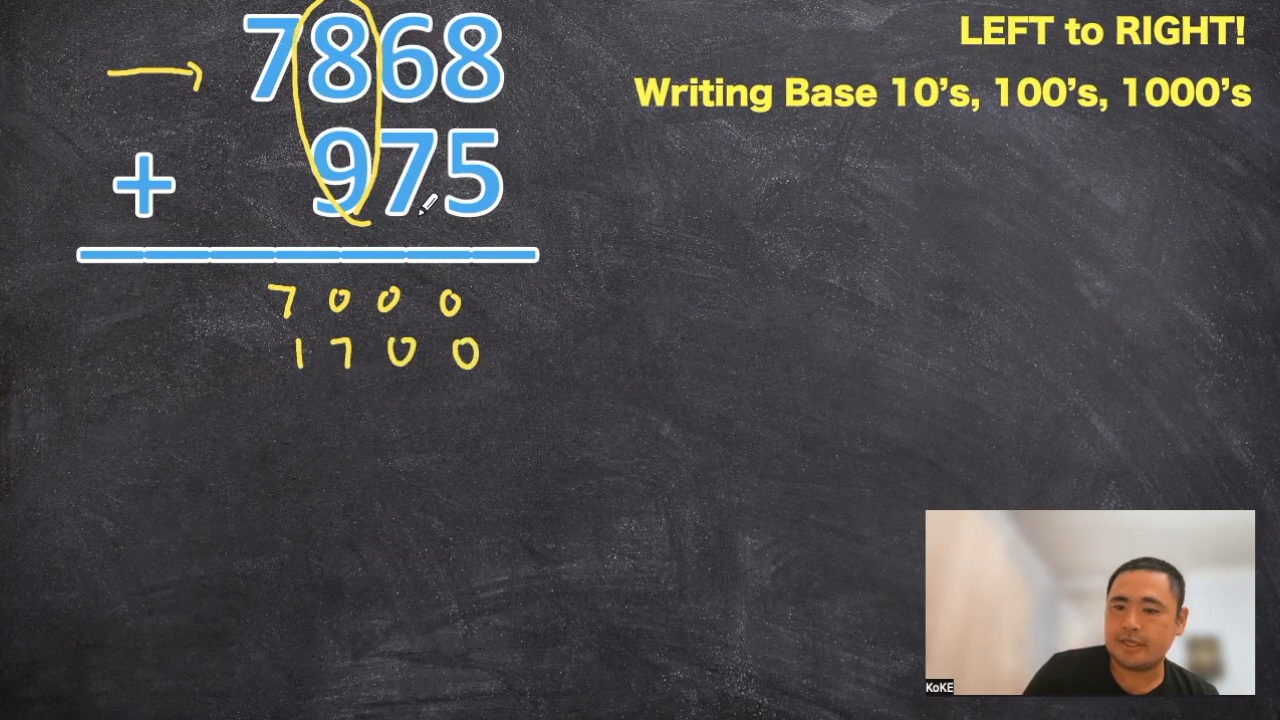 7868
+ 975
7000
1700
LEFT to RIGHT!
Writing Base 10’s, 100’s, 1000’s
KoKE